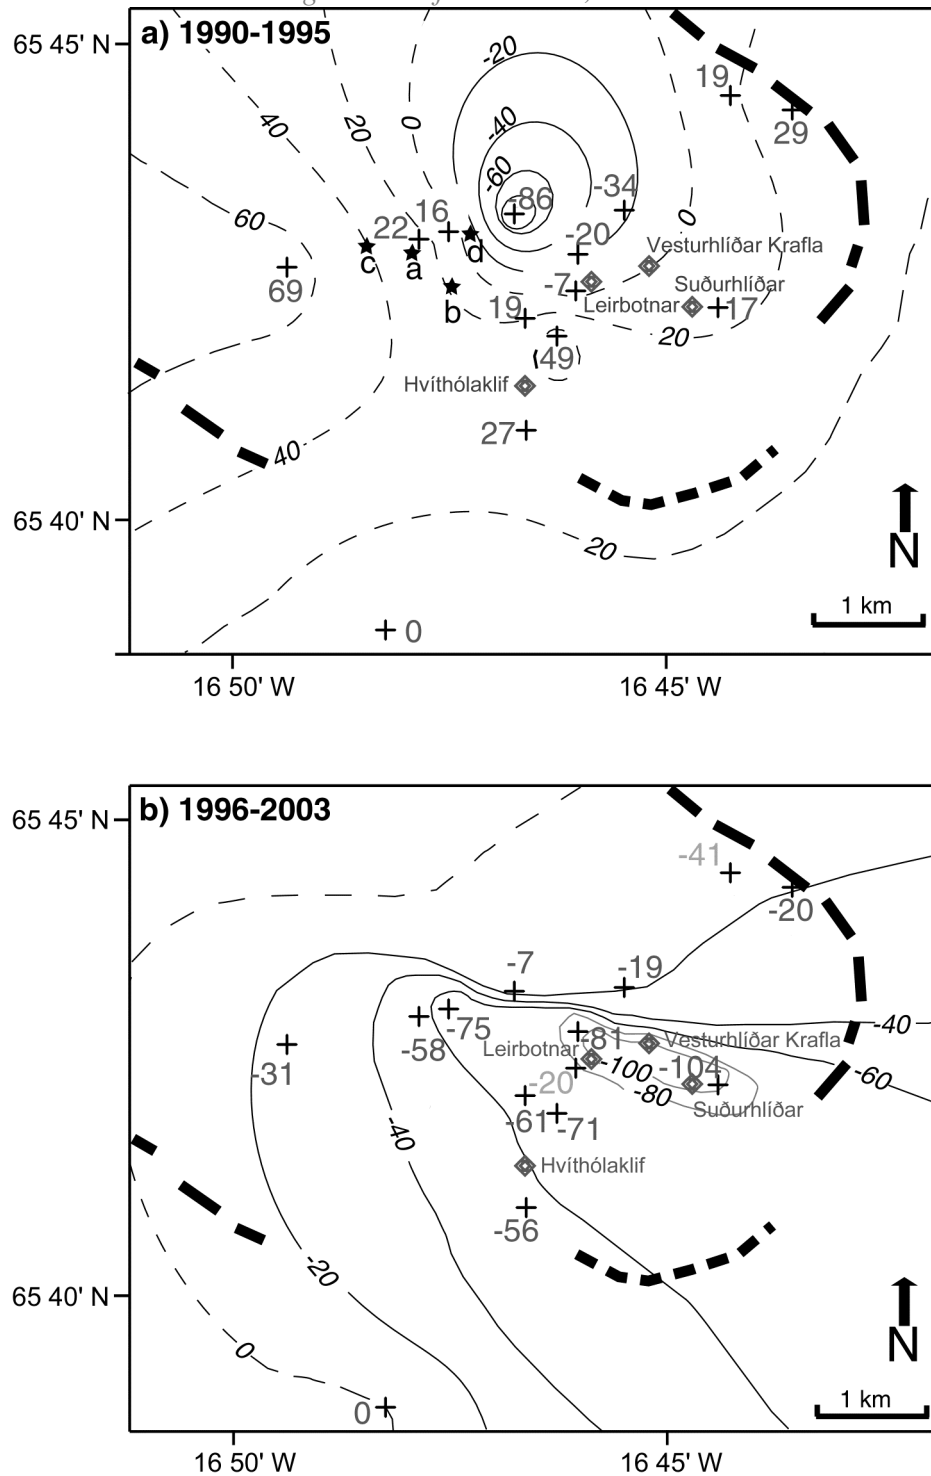 a) 1990-1995
65 45' N
-20
19
40
20
0
-40
29
-60
-86
-34
60
22
16
0
-20
Vesturhlíðar Krafla
c
a
d
69
-7
Suðurhlíðar
b
19
Leirbotnar
17
20
49
Hvíthólaklif
27
40
65 40' N
20
N
1 km
0
16 50' W
16 45' W
b) 1996-2003
65 45' N
-41
-20
-7
-19
-40
-75
-58
-81
Vesturhlíðar Krafla
Leirbotnar
-31
-100
-104
-60
-20
-80
Suðurhlíðar
-61
-71
-40
Hvíthólaklif
-56
-20
65 40' N
0
N
1 km
0
16 50' W
16 45' W